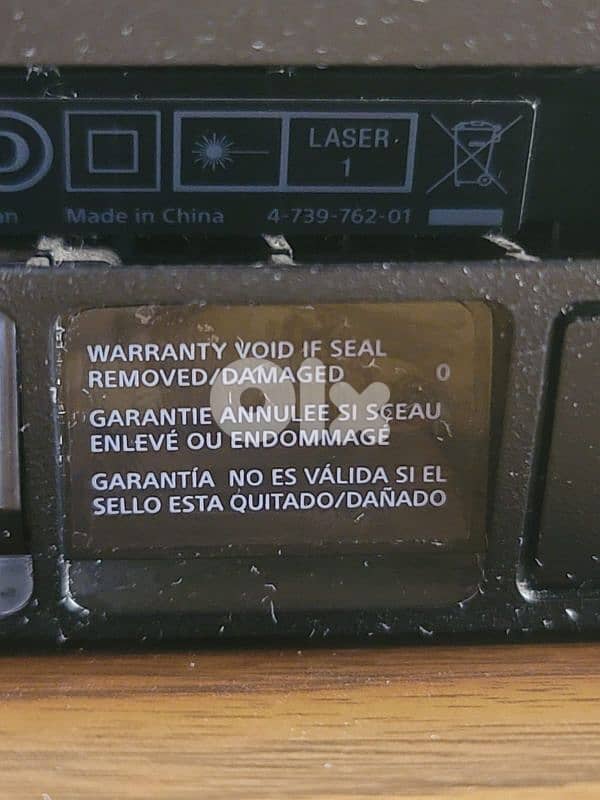 LASER
1
Made in China 4-739-762-01
WARRANTY VOID IF SEAL
REMOVED/DAMAGED 0
GARANTIE ANNULEE SI SCEAU
ENLEVÉ OU ENDOMMAGÉ
GARANTÍA NO ES VÁLIDA SI EL
SELLO ESTA QUITADO/DAÑADO
olx